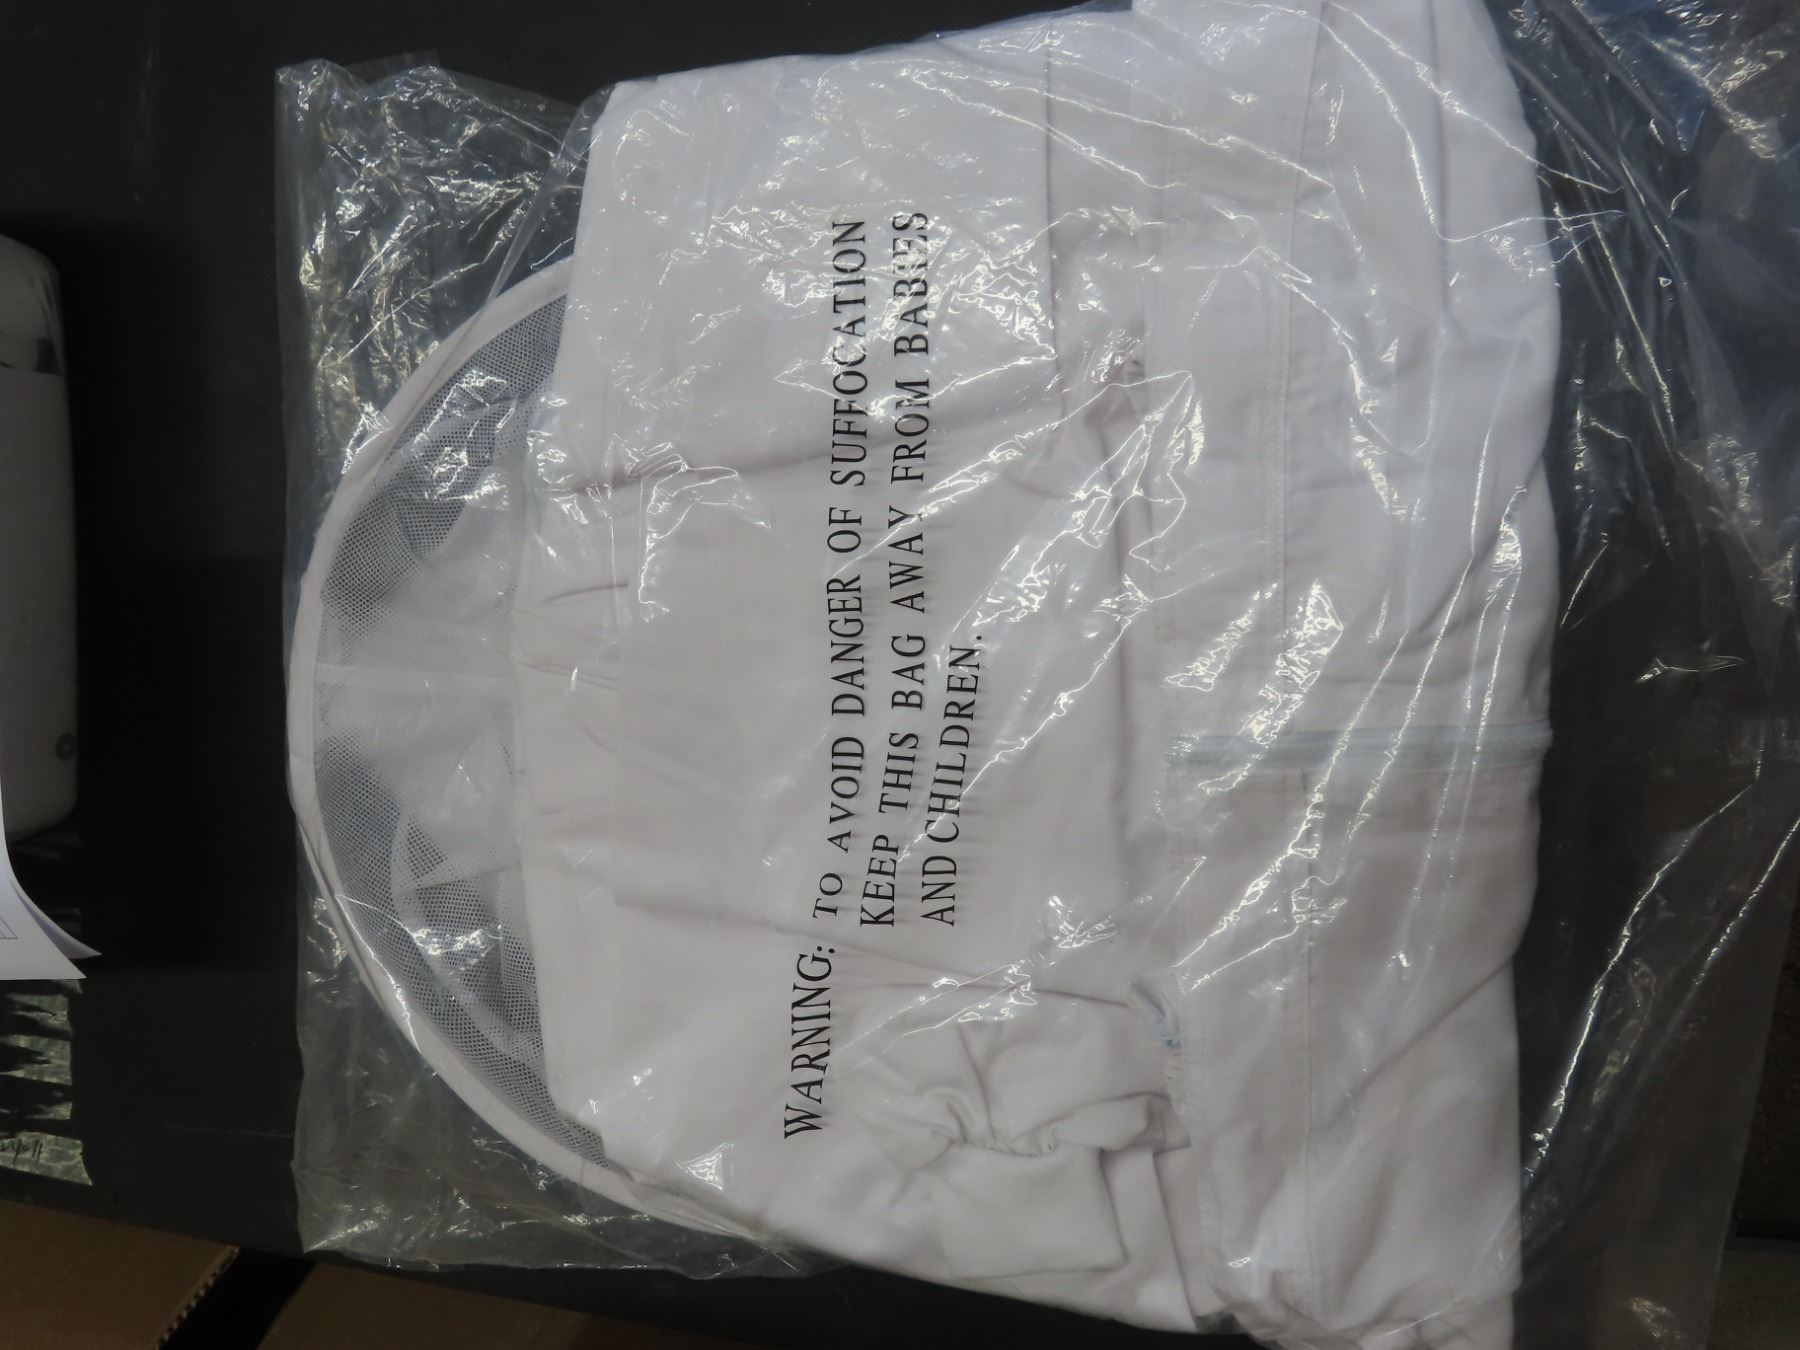 WARNING: TO AVOID DANGER OF SUFFOCATION
KEEP THIS BAG AWAY FROM BABIES
AND CHILDREN.